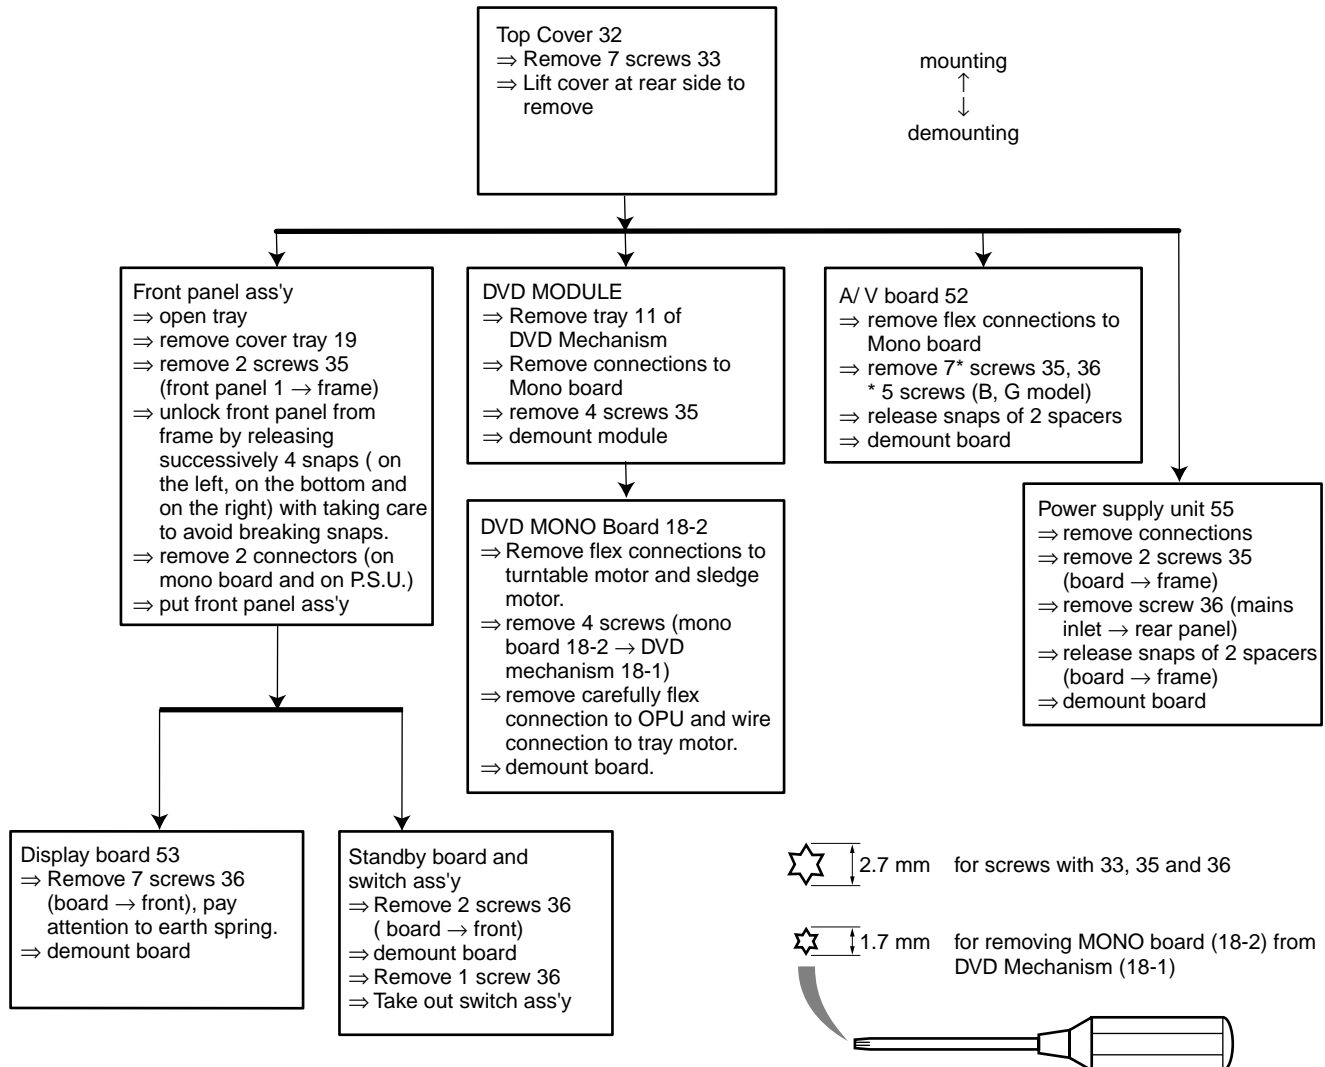 Top Cover 32
⇒ Remove 7 screws 33
⇒ Lift cover at rear side to
remove
mounting
↑
↓
demounting
Front panel ass'y
⇒ open tray
⇒ remove cover tray 19
⇒ remove 2 screws 35
(front panel 1 → frame)
⇒ unlock front panel from
frame by releasing
successively 4 snaps ( on
the left, on the bottom and
on the right) with taking care
to avoid breaking snaps.
⇒ remove 2 connectors (on
mono board and on P.S.U.)
⇒ put front panel ass'y
DVD MODULE
⇒ Remove tray 11 of
DVD Mechanism
⇒ Remove connections to
Mono board
⇒ remove 4 screws 35
⇒ demount module
A/ V board 52
⇒ remove flex connections to
Mono board
⇒ remove 7* screws 35, 36
* 5 screws (B, G model)
⇒ release snaps of 2 spacers
⇒ demount board
Power supply unit 55
⇒ remove connections
⇒ remove 2 screws 35
(board → frame)
⇒ remove screw 36 (mains
inlet → rear panel)
⇒ release snaps of 2 spacers
(board → frame)
⇒ demount board
DVD MONO Board 18-2
⇒ Remove flex connections to
turntable motor and sledge
motor.
⇒ remove 4 screws (mono
board 18-2 → DVD
mechanism 18-1)
⇒ remove carefully flex
connection to OPU and wire
connection to tray motor.
⇒ demount board.
Display board 53
⇒ Remove 7 screws 36
(board → front), pay
attention to earth spring.
⇒ demount board
Standby board and
switch ass'y
⇒ Remove 2 screws 36
( board → front)
⇒ demount board
⇒ Remove 1 screw 36
⇒ Take out switch ass'y
2.7 mm for screws with 33, 35 and 36
1.7 mm for removing MONO board (18-2) from
DVD Mechanism (18-1)